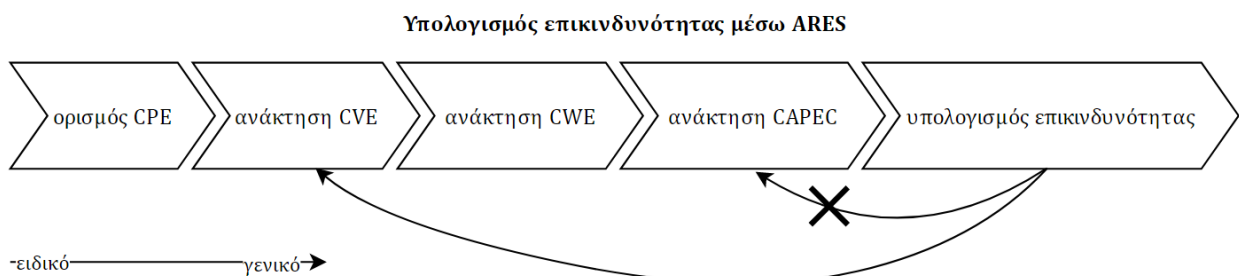 Υπολογισμός επικινδυνότητας μέσω ARES
ορισμός CPE
ανάκτηση CVE
ανάκτηση CWE
ανάκτηση CAPEC
υπολογισμός επικινδυνότητας
ειδικό
γενικό